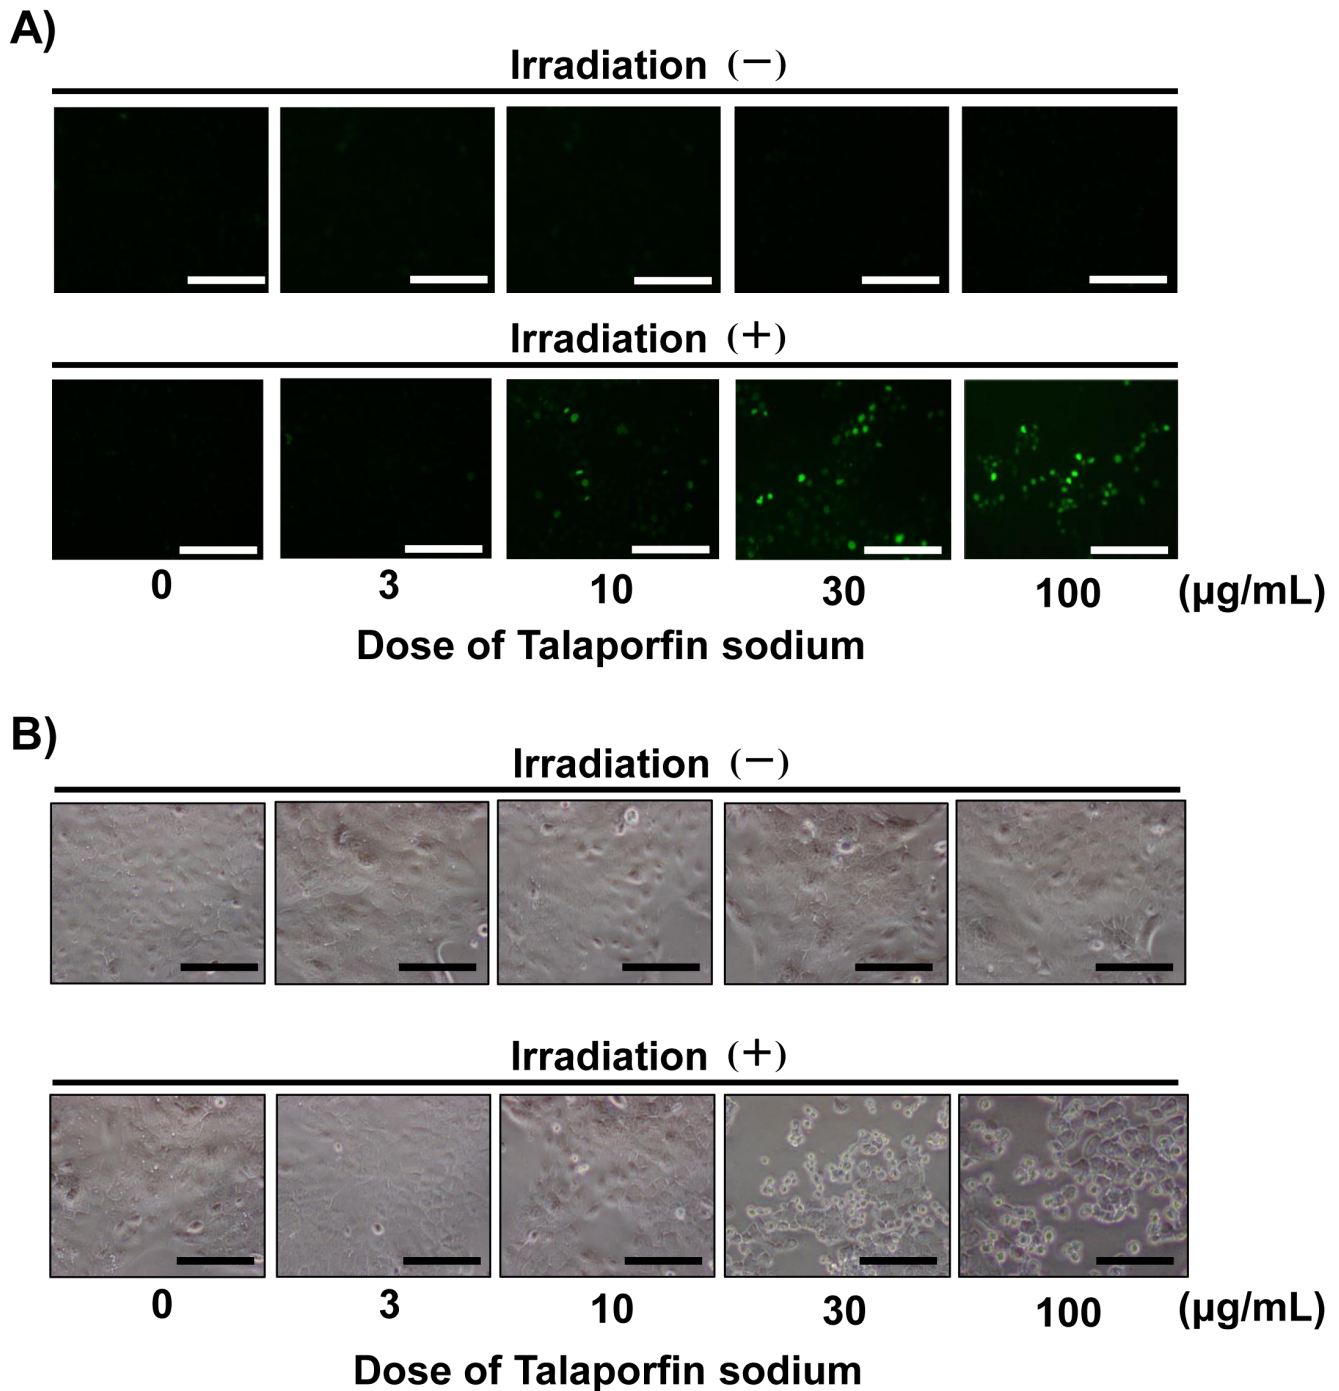 A)
Irradiation (−)
Irradiation (+)
0 3 10 30 100 (μg/mL)
Dose of Talaporfin sodium
B)
Irradiation (−)
Irradiation (+)
0 3 10 30 100 (μg/mL)
Dose of Talaporfin sodium